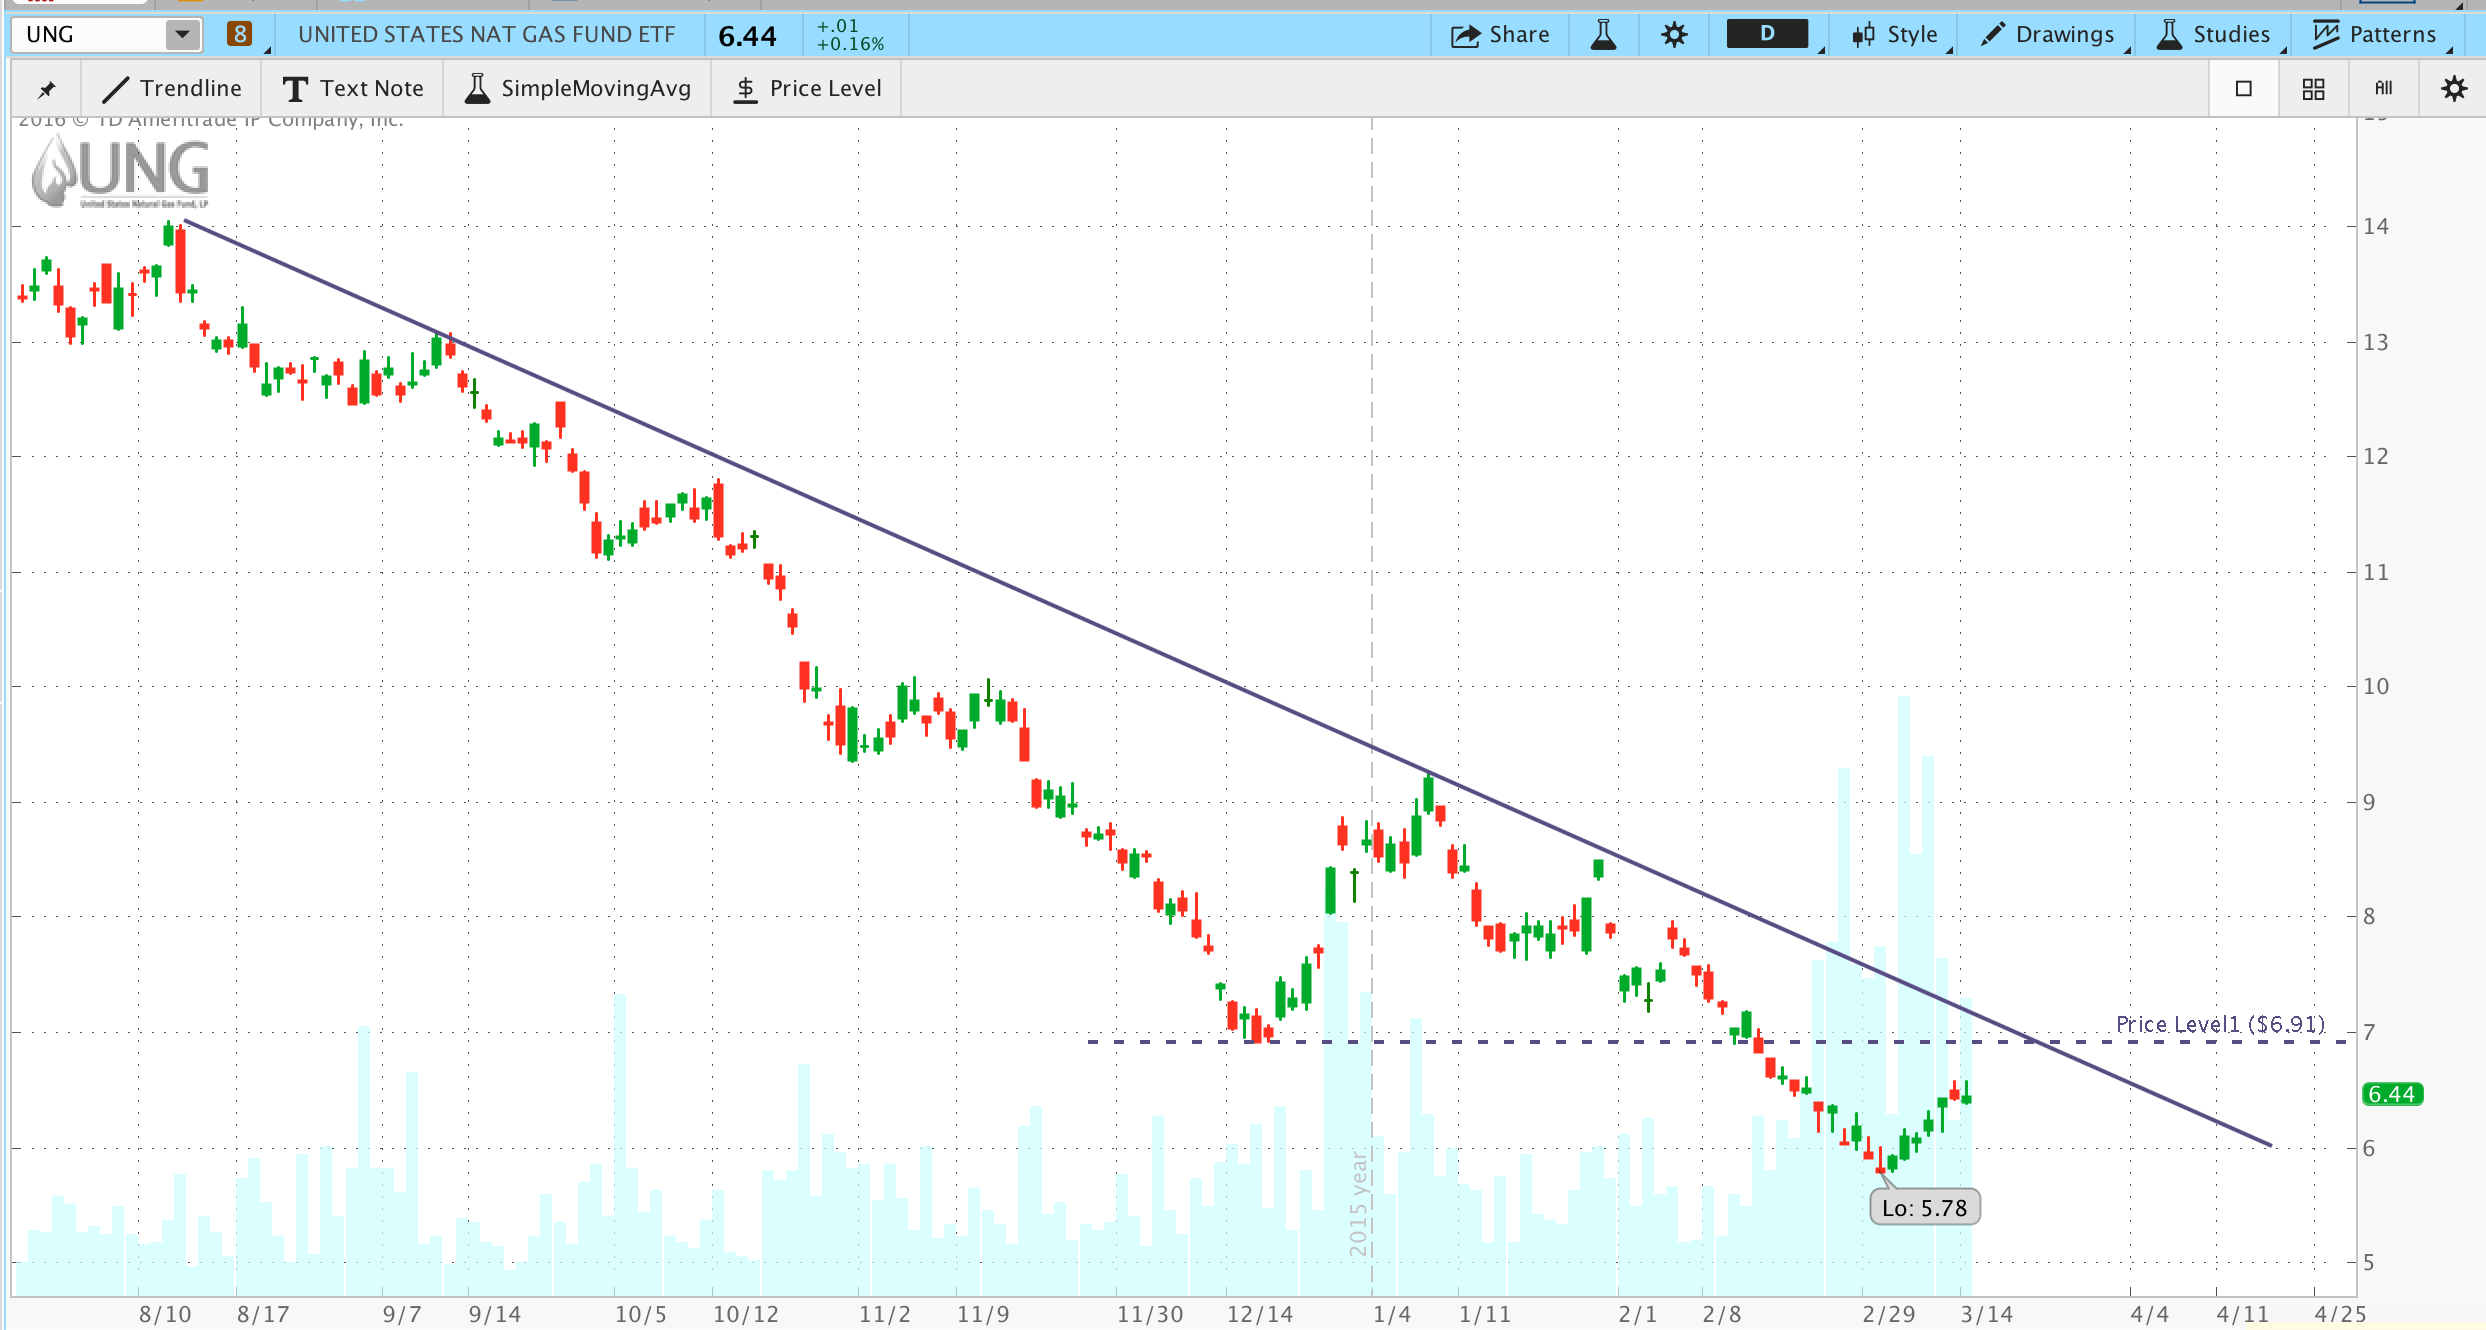 UNG
8
UNITED STATES NAT GAS FUND ETF
6.44
+.01
+0.16%
Share
D
Style
Drawings
Studies
Patterns
Trendline
Text Note
SimpleMovingAvg
$ Price Level
All
2016 © TD Ameritrade IP Company, Inc.
UNG
United States Natural Gas Fund, LP
15
14
13
12
11
10
9
8
Price Level1 ($6.91)
7
6.44
6
Lo: 5.78
5
2015 year
8/10 8/17 9/7 9/14 10/5 10/12 11/2 11/9 11/30 12/14 1/4 1/11 2/1 2/8 2/29 3/14 4/4 4/11 4/25